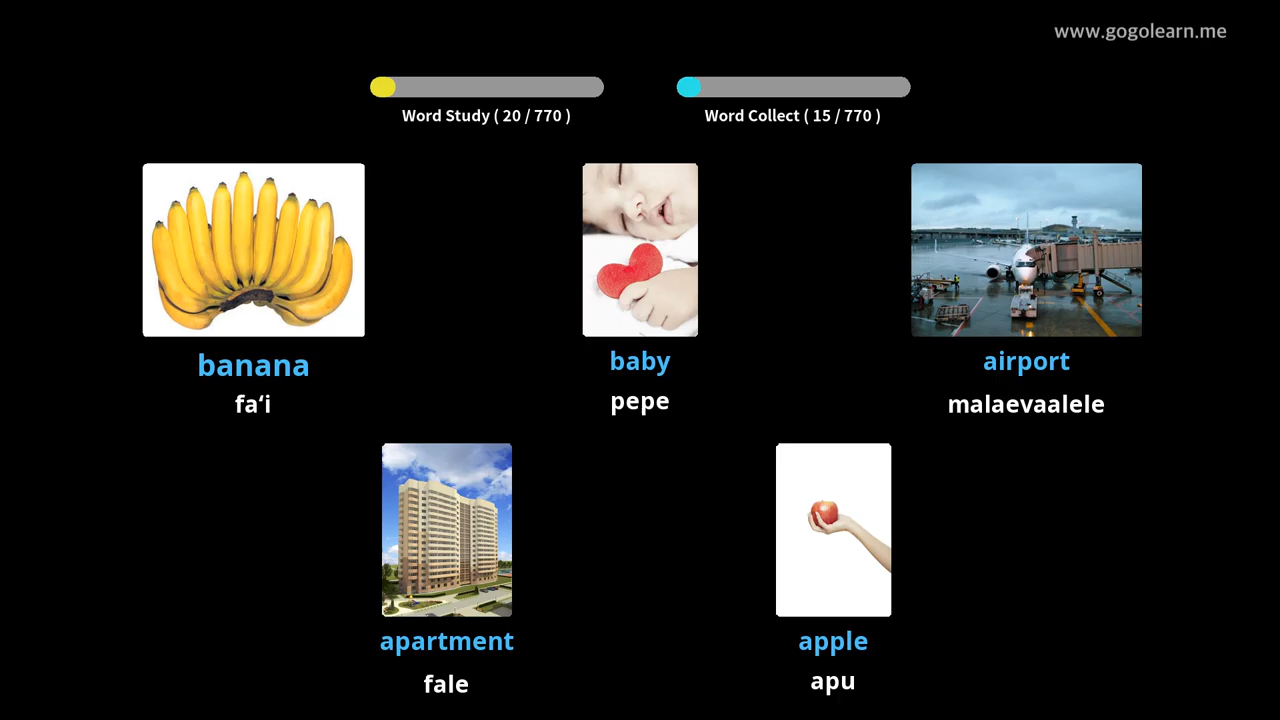 www.gogolearn.me
Word Study ( 20 / 770 )
Word Collect ( 15 / 770 )
banana
fa‘i
baby
pepe
airport
malaevaalele
apartment
fale
apple
apu